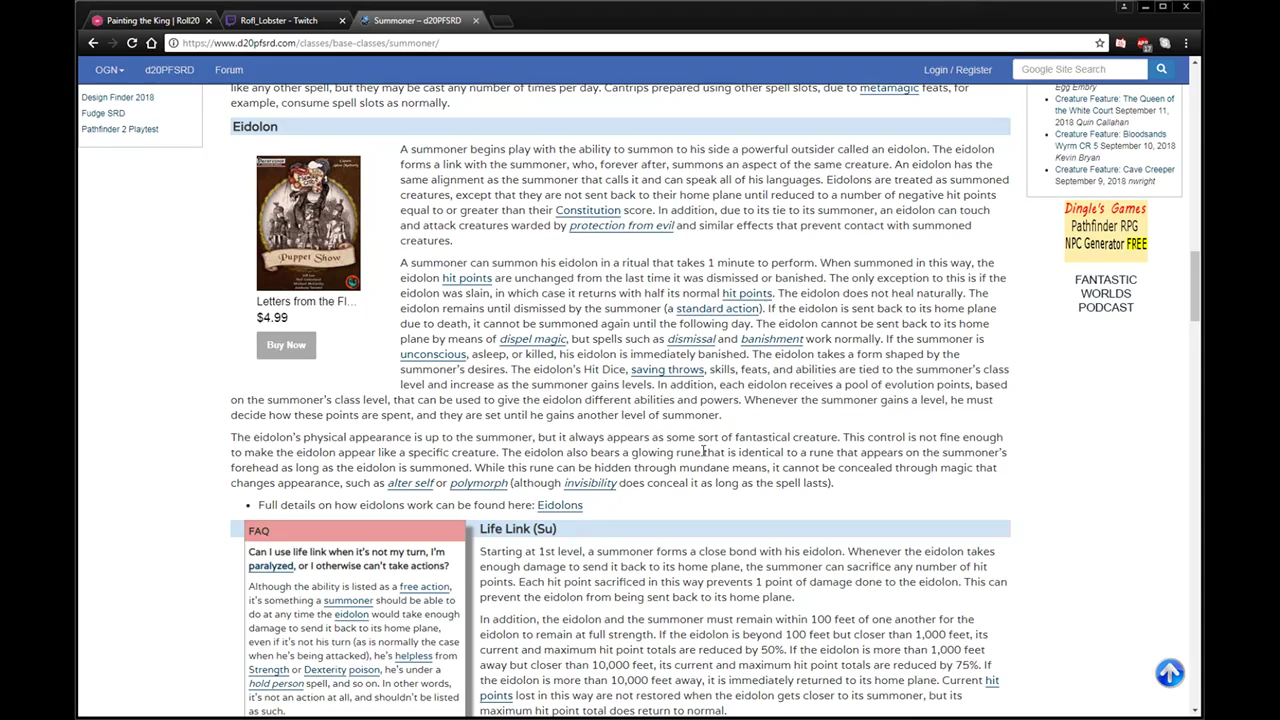 Painting the King | Roll20
Rofl_Lobster - Twitch
Summoner – d20PFSRD
https://www.d20pfsrd.com/classes/base-classes/summoner/
OGN
d20PFSRD
Forum
Login / Register
Google Site Search
Design Finder 2018
Fudge SRD
Pathfinder 2 Playtest
like any other spell, but they may be cast any number of times per day. Cantrips prepared using other spell slots, due to metamagic feats, for
example, consume spell slots as normally.
Eidolon
Puppet Show
Letters from the Fl...
$4.99
Buy Now
A summoner begins play with the ability to summon to his side a powerful outsider called an eidolon. The eidolon
forms a link with the summoner, who, forever after, summons an aspect of the same creature. An eidolon has the
same alignment as the summoner that calls it and can speak all of his languages. Eidolons are treated as summoned
creatures, except that they are not sent back to their home plane until reduced to a number of negative hit points
equal to or greater than their Constitution score. In addition, due to its tie to its summoner, an eidolon can touch
and attack creatures warded by protection from evil and similar effects that prevent contact with summoned
creatures.
A summoner can summon his eidolon in a ritual that takes 1 minute to perform. When summoned in this way, the
eidolon hit points are unchanged from the last time it was dismissed or banished. The only exception to this is if the
eidolon was slain, in which case it returns with half its normal hit points. The eidolon does not heal naturally. The
eidolon remains until dismissed by the summoner (a standard action). If the eidolon is sent back to its home plane
due to death, it cannot be summoned again until the following day. The eidolon cannot be sent back to its home
plane by means of dispel magic, but spells such as dismissal and banishment work normally. If the summoner is
unconscious, asleep, or killed, his eidolon is immediately banished. The eidolon takes a form shaped by the
summoner's desires. The eidolon's Hit Dice, saving throws, skills, feats, and abilities are tied to the summoner's class
level and increase as the summoner gains levels. In addition, each eidolon receives a pool of evolution points, based
on the summoner's class level, that can be used to give the eidolon different abilities and powers. Whenever the summoner gains a level, he must
decide how these points are spent, and they are set until he gains another level of summoner.
The eidolon's physical appearance is up to the summoner, but it always appears as some sort of fantastical creature. This control is not fine enough
to make the eidolon appear like a specific creature. The eidolon also bears a glowing rune that is identical to a rune that appears on the summoner's
forehead as long as the eidolon is summoned. While this rune can be hidden through mundane means, it cannot be concealed through magic that
changes appearance, such as alter self or polymorph (although invisibility does conceal it as long as the spell lasts).
• Full details on how eidolons work can be found here: Eidolons
FAQ
Can I use life link when it's not my turn, I'm
paralyzed, or I otherwise can't take actions?
Although the ability is listed as a free action,
it's something a summoner should be able to
do at any time the eidolon would take enough
damage to send it back to its home plane,
even if it's not his turn (as is normally the case
when he's being attacked), he's helpless from
Strength or Dexterity poison, he's under a
hold person spell, and so on. In other words,
it's not an action at all, and shouldn't be listed
as such.
Life Link (Su)
Starting at 1st level, a summoner forms a close bond with his eidolon. Whenever the eidolon takes
enough damage to send it back to its home plane, the summoner can sacrifice any number of hit
points. Each hit point sacrificed in this way prevents 1 point of damage done to the eidolon. This can
prevent the eidolon from being sent back to its home plane.
In addition, the eidolon and the summoner must remain within 100 feet of one another for the
eidolon to remain at full strength. If the eidolon is beyond 100 feet but closer than 1,000 feet, its
current and maximum hit point totals are reduced by 50%. If the eidolon is more than 1,000 feet
away but closer than 10,000 feet, its current and maximum hit point totals are reduced by 75%. If
the eidolon is more than 10,000 feet away, it is immediately returned to its home plane. Current hit
points lost in this way are not restored when the eidolon gets closer to its summoner, but its
maximum hit point total does return to normal.
Egg Embry
• Creature Feature: The Queen of
the White Court September 11,
2018 Quin Callahan
• Creature Feature: Bloodsands
Wyrm CR 5 September 10, 2018
Kevin Bryan
• Creature Feature: Cave Creeper
September 9, 2018 nwright
Dingle's Games
Pathfinder RPG
NPC Generator FREE
FANTASTIC
WORLDS
PODCAST